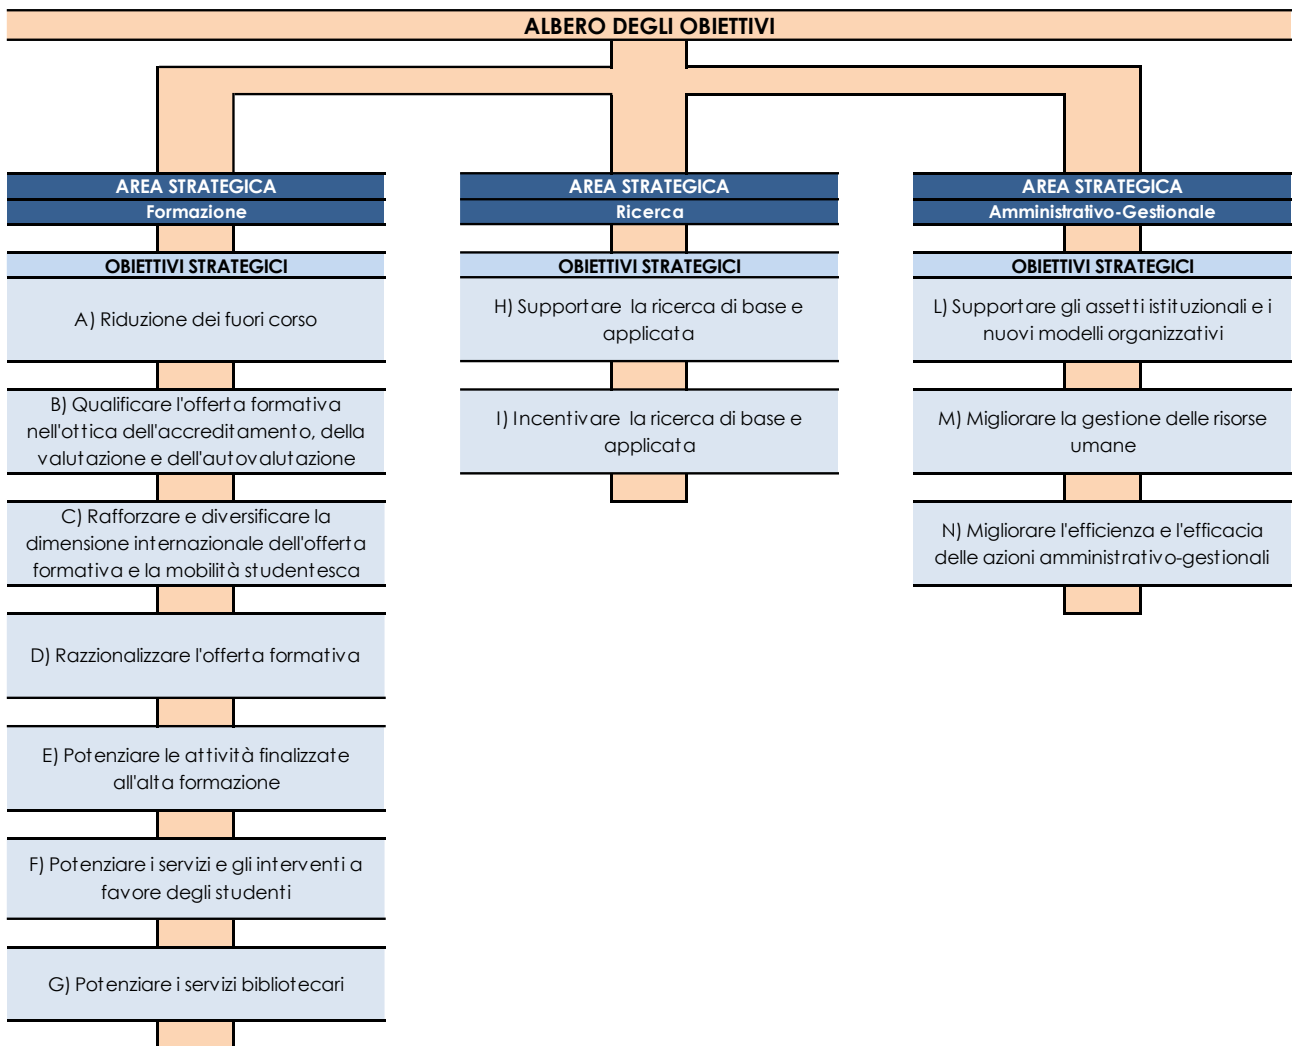 ALBERO DEGLI OBIETTIVI
AREA STRATEGICA
Formazione
OBIETTIVI STRATEGICI
A) Riduzione dei fuori corso
B) Qualificare l'offerta formativa
nell'ottica dell'accreditamento, della
valutazione e dell'autovalutazione
C) Rafforzare e diversificare la
dimensione internazionale dell'offerta
formativa e la mobilità studentesca
D) Razzionalizzare l'offerta formativa
E) Potenziare le attività finalizzate
all'alta formazione
F) Potenziare i servizi e gli interventi a
favore degli studenti
G) Potenziare i servizi bibliotecari
AREA STRATEGICA
Ricerca
OBIETTIVI STRATEGICI
H) Supportare la ricerca di base e
applicata
I) Incentivare la ricerca di base e
applicata
AREA STRATEGICA
Amministrativo-Gestionale
OBIETTIVI STRATEGICI
L) Supportare gli assetti istituzionali e i
nuovi modelli organizzativi
M) Migliorare la gestione delle risorse
umane
N) Migliorare l'efficienza e l'efficacia
delle azioni amministrativo-gestionali